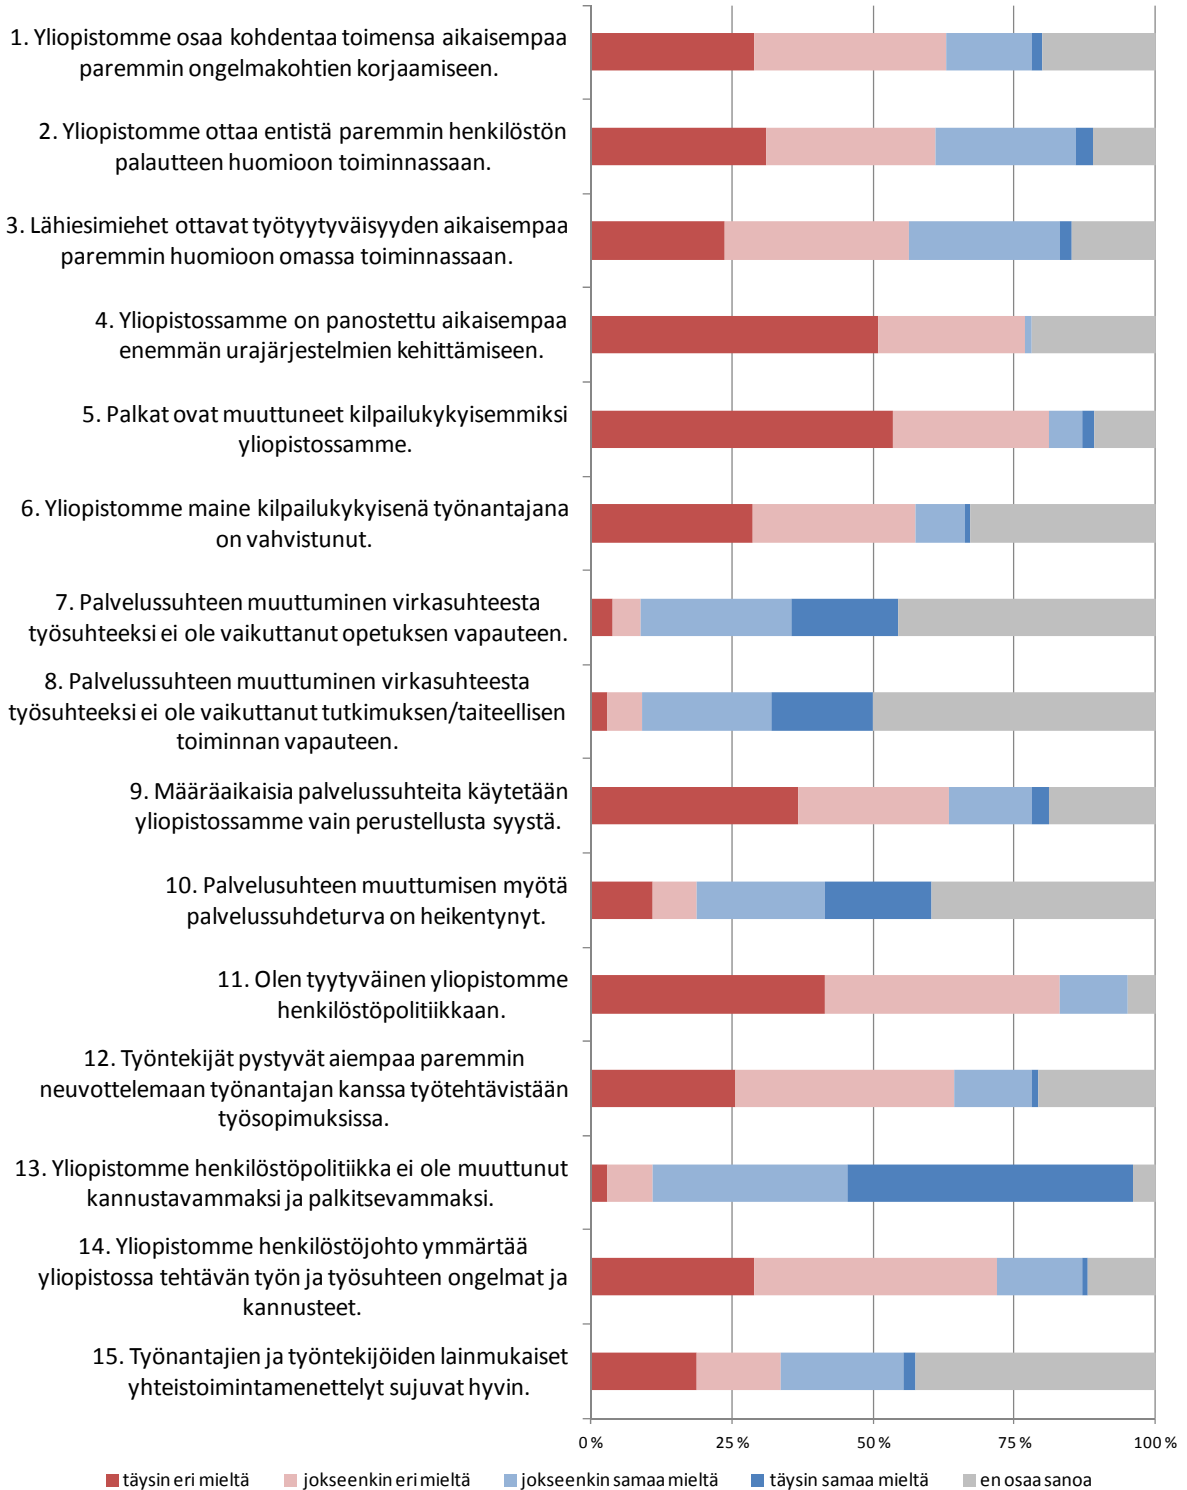 1. Yliopistomme osaa kohdentaa toimensa aikaisempaa
paremmin ongelmakohtien korjaamiseen.
2. Yliopistomme ottaa entistä paremmin henkilöstön
palautteen huomioon toiminnassaan.
3. Lähiesimiehet ottavat työtyytyväisyyden aikaisempaa
paremmin huomioon omassa toiminnassaan.
4. Yliopistossamme on panostettu aikaisempaa
enemmän urajärjestelmien kehittämiseen.
5. Palkat ovat muuttuneet kilpailukykyisemmiksi
yliopistossamme.
6. Yliopistomme maine kilpailukykyisenä työnantajana
on vahvistunut.
7. Palvelussuhteen muuttuminen virkasuhteesta
työsuhteeksi ei ole vaikuttanut opetuksen vapauteen.
8. Palvelussuhteen muuttuminen virkasuhteesta
työsuhteeksi ei ole vaikuttanut tutkimuksen/taiteellisen
toiminnan vapauteen.
9. Määräaikaisia palvelussuhteita käytetään
yliopistossamme vain perustellusta syystä.
10. Palvelusuhteen muuttumisen myötä
palvelussuhdeturva on heikentynyt.
11. Olen tyytyväinen yliopistomme
henkilöstöpolitiikkaan.
12. Työntekijät pystyvät aiempaa paremmin
neuvottelemaan työnantajan kanssa työtehtävistään
työsopimuksissa.
13. Yliopistomme henkilöstöpolitiikka ei ole muuttunut
kannustavammaksi ja palkitsevammaksi.
14. Yliopistomme henkilöstöjohto ymmärtää
yliopistossa tehtävän työn ja työsuhteen ongelmat ja
kannusteet.
15. Työnantajien ja työntekijöiden lainmukaiset
yhteistoimintamenettelyt sujuvat hyvin.
0 % 25 % 50 % 75 % 100 %
täysin eri mieltä jokseenkin eri mieltä jokseenkin samaa mieltä täysin samaa mieltä en osaa sanoa